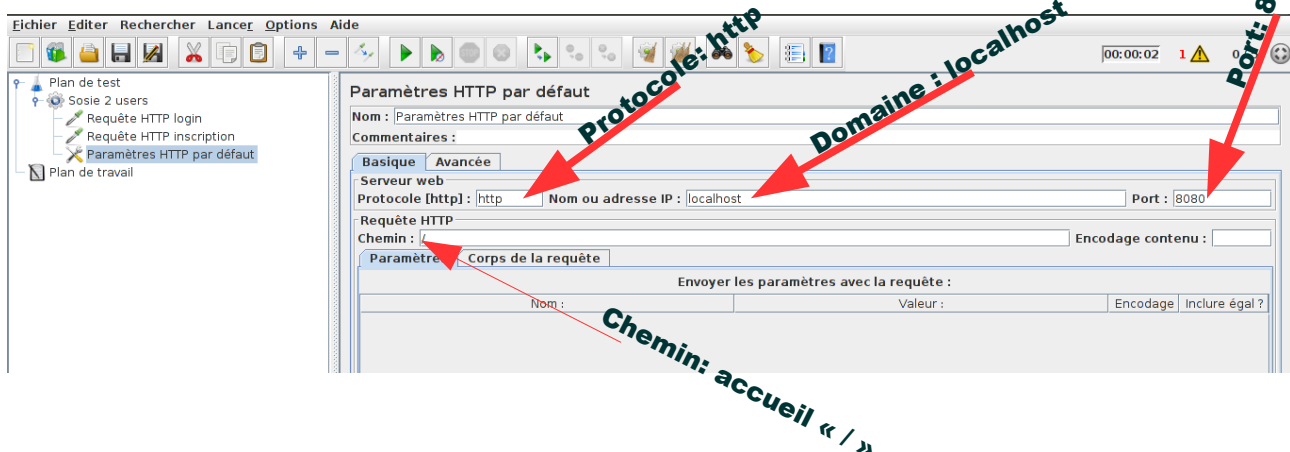 Fichier Editer Rechercher Lancer Options Aide
Protocole: http
Domaine : localhost
Port: 8
00:00:02 1 0
Plan de test
Sosie 2 users
Requête HTTP login
Requête HTTP inscription
Paramètres HTTP par défaut
Plan de travail
Paramètres HTTP par défaut
Nom : Paramètres HTTP par défaut
Commentaires :
Basique Avancée
Serveur web
Protocole [http] : http Nom ou adresse IP : localhost Port : 8080
Requête HTTP
Chemin : / Encodage contenu :
Paramètre Corps de la requête
Envoyer les paramètres avec la requête :
Nom : Valeur : Encodage Inclure égal ?
Chemin: accueil « / »